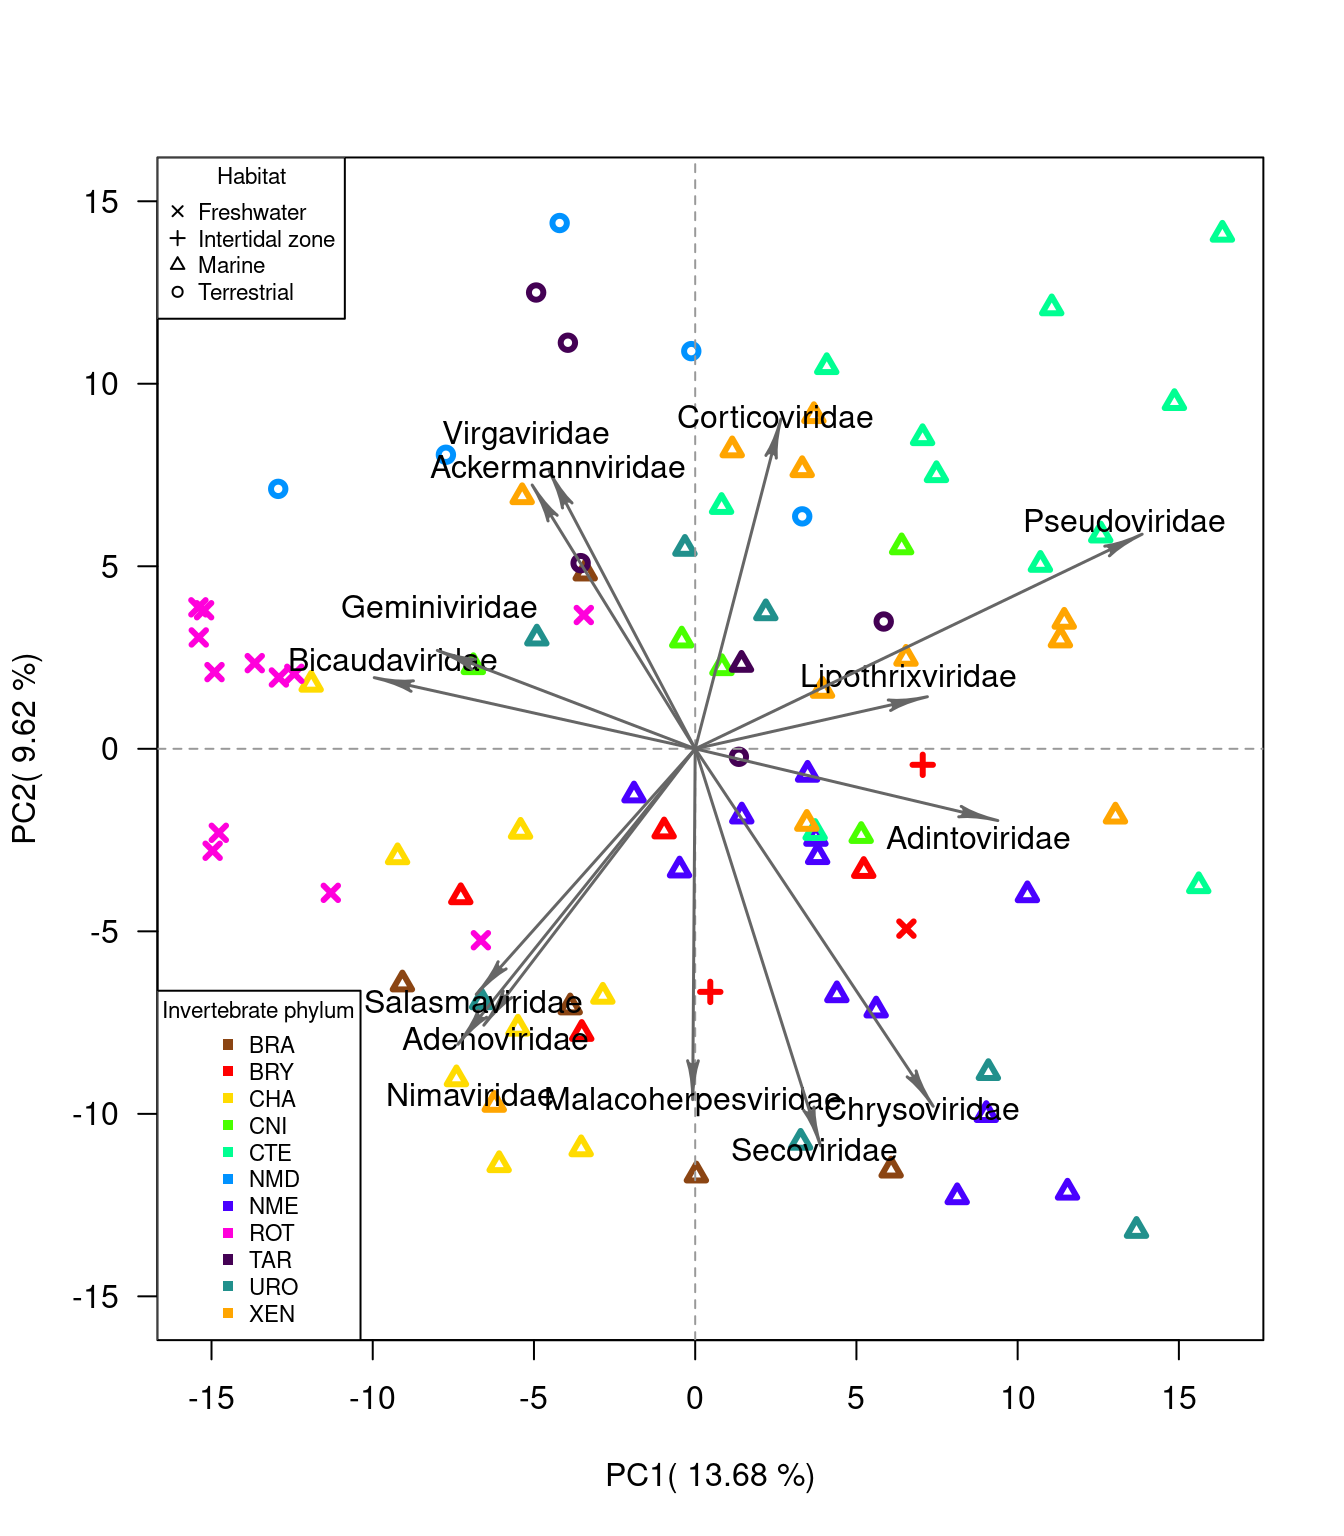 Habitat
Freshwater
Intertidal zone
Marine
Terrestrial
15
10
5
0
-5
-10
-15
PC2( 9.62 %)
Corticoviridae
Virgaviridae
Ackermannviridae
Pseudoviridae
Geminiviridae
Bicaudaviridae
Lipothrixviridae
Adintoviridae
Salasmaviridae
Adenoviridae
Nimaviridae
Malacoherpesviridae
Chrysoviridae
Secoviridae
Invertebrate phylum
BRA
BRY
CHA
CNI
CTE
NMD
NME
ROT
TAR
URO
XEN
-15
-10
-5
0
5
10
15
PC1( 13.68 %)